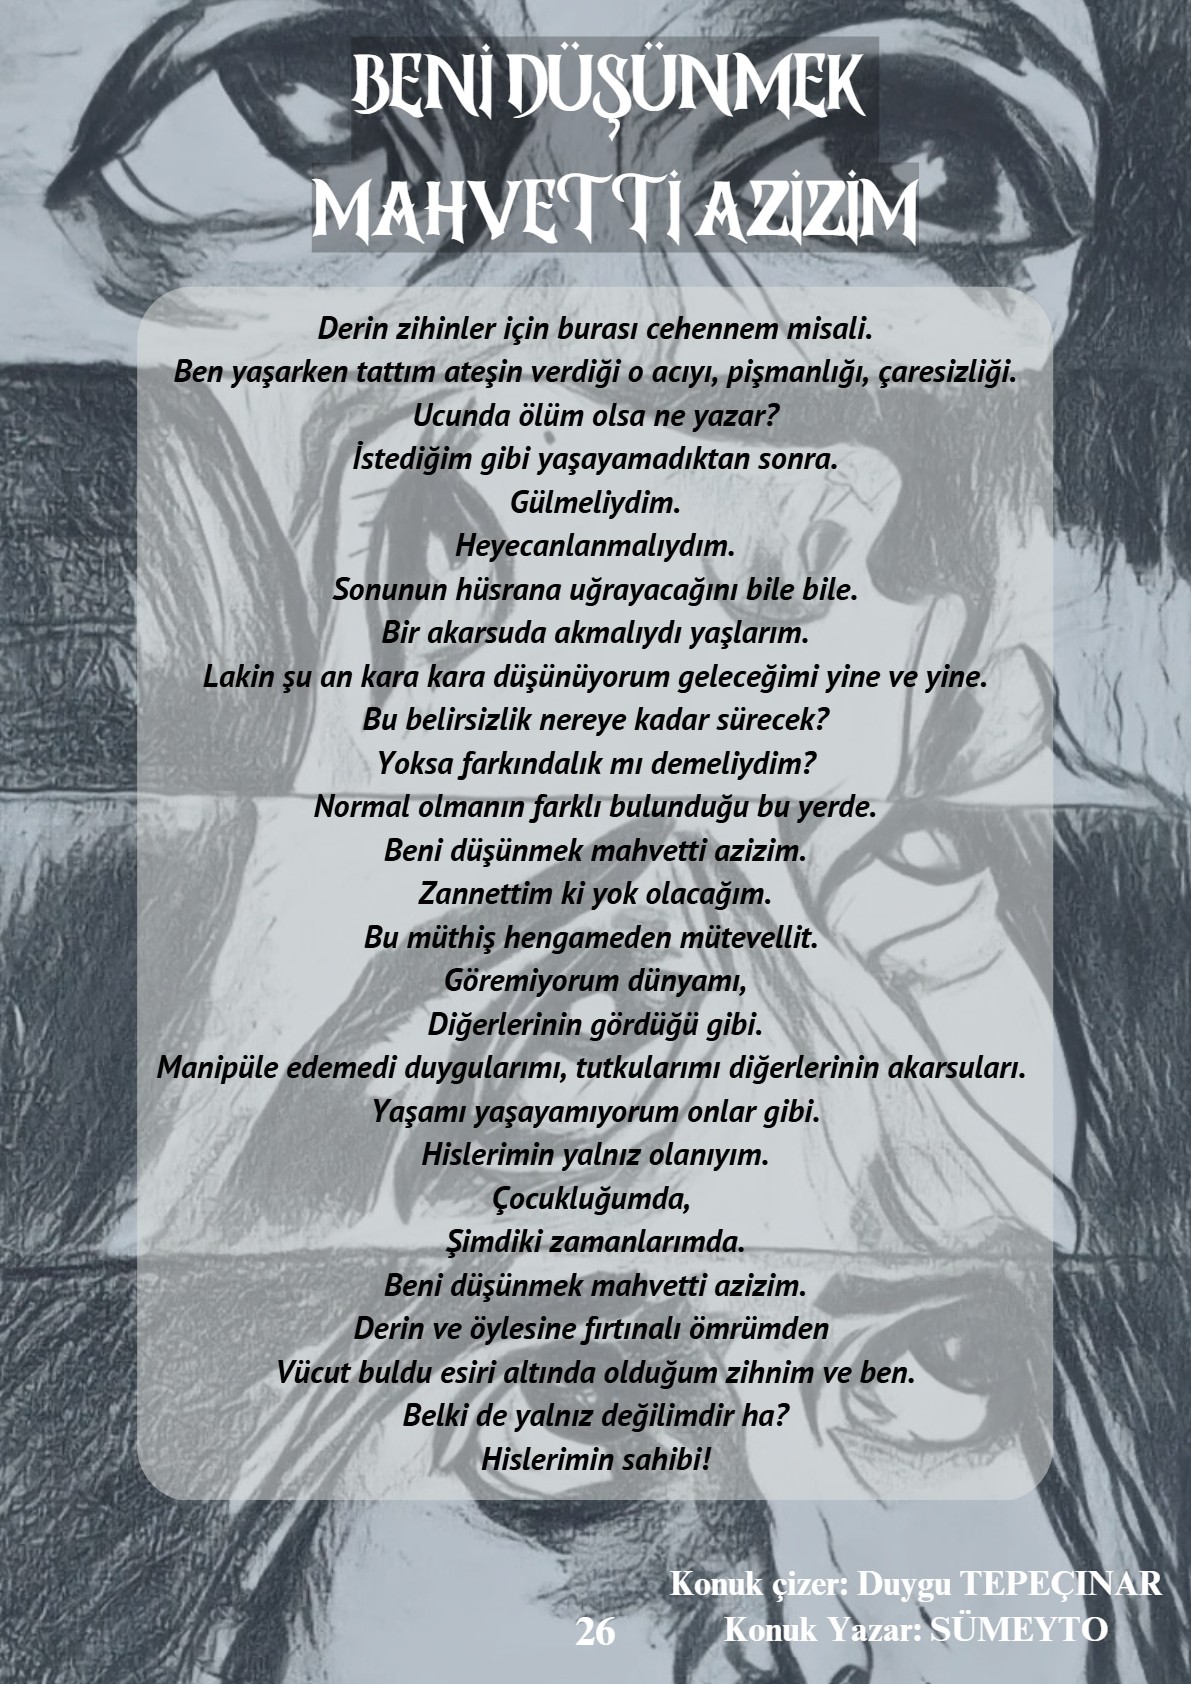 BENİ DÜŞÜNMEK
MAHVETTİ AZİZİM
Derin zihinler için burası cehennem misali.
Ben yaşarken tattım ateşin verdiği o acıyı, pişmanlığı, çaresizliği.
Ucunda ölüm olsa ne yazar?
İstediğim gibi yaşayamadıktan sonra.
Gülmeliydim.
Heyecanlanmalıydım.
Sonunun hüsrana uğrayacağını bile bile.
Bir akarsuda akmalıydı yaşlarım.
Lakin şu an kara kara düşünüyorum geleceğimi yine ve yine.
Bu belirsizlik nereye kadar sürecek?
Yoksa farkındalık mı demeliydim?
Normal olmanın farklı bulunduğu bu yerde.
Beni düşünmek mahvetti azizim.
Zannettim ki yok olacağım.
Bu müthiş hengameden mütevellit.
Göremiyorum dünyamı,
Diğerlerinin gördüğü gibi.
Manipüle edemedi duygularımı, tutkularımı diğerlerinin akarsuları.
Yaşamı yaşayamıyorum onlar gibi.
Hislerimin yalnız olanıyım.
Çocukluğumda,
Şimdiki zamanlarımda.
Beni düşünmek mahvetti azizim.
Derin ve öylesine fırtınalı ömrümden
Vücut buldu esiri altında olduğum zihnim ve ben.
Belki de yalnız değilimdir ha?
Hislerimin sahibi!
Konuk çizer: Duygu TEPEÇINAR
Konuk Yazar: SÜMEYTO
26